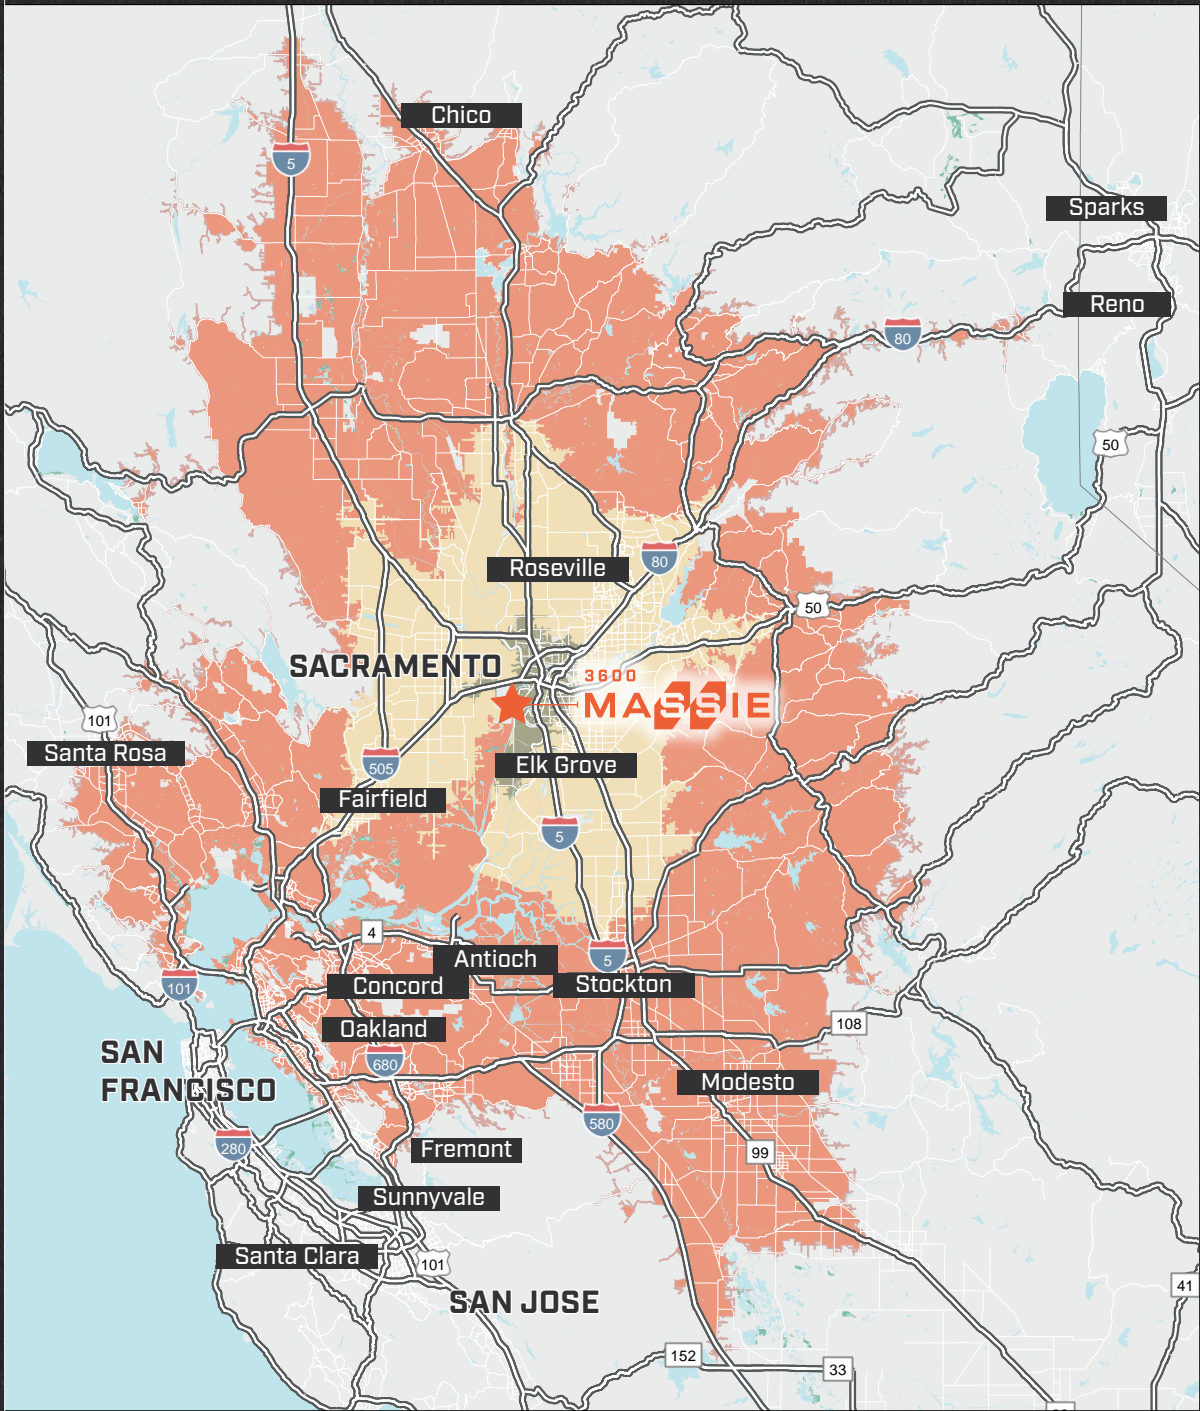 Chico
5
Sparks
Reno
80
50
Roseville
80
50
SACRAMENTO
3600
MASSIE
101
Santa Rosa
505
Elk Grove
Fairfield
5
4
Antioch
5
101
Concord
Stockton
Oakland
108
SAN
FRANCISCO
680
Modesto
580
280
Fremont
99
Sunnyvale
Santa Clara
101
41
SAN JOSE
152
33